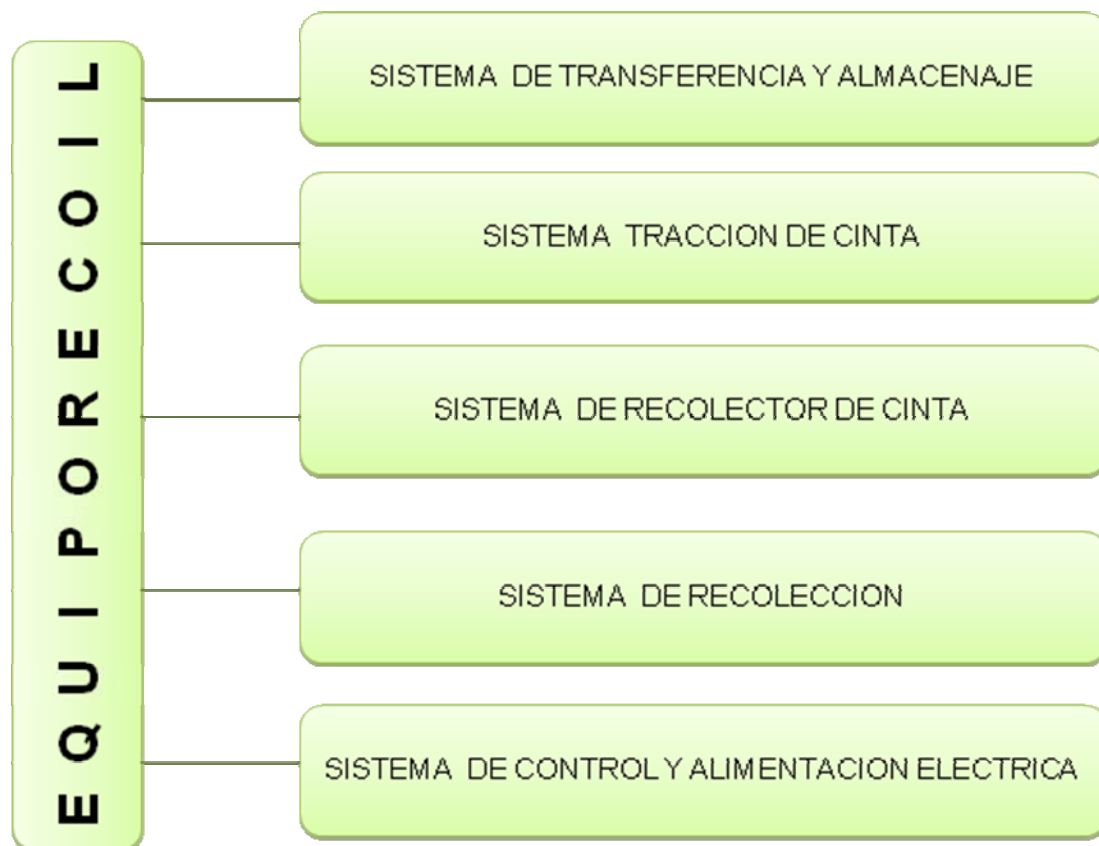 EQUIPORECOIL
SISTEMA DE TRANSFERENCIA Y ALMACENAJE
SISTEMA TRACCION DE CINTA
SISTEMA DE RECOLECTOR DE CINTA
SISTEMA DE RECOLECCION
SISTEMA DE CONTROL Y ALIMENTACION ELECTRICA